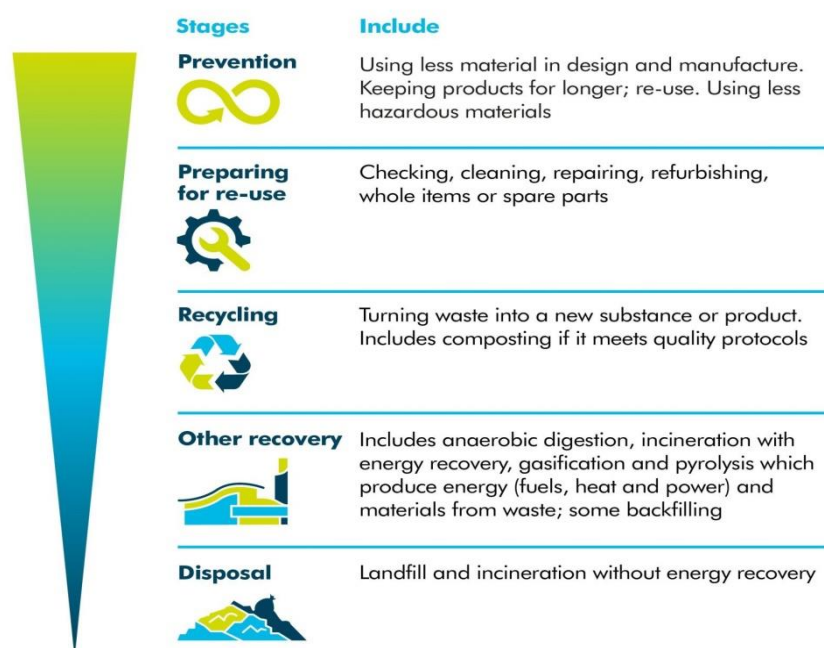 Stages Include
Prevention
Using less material in design and manufacture.
Keeping products for longer; re-use. Using less
hazardous materials
Preparing
for re-use
Checking, cleaning, repairing, refurbishing,
whole items or spare parts
Recycling
Turning waste into a new substance or product.
Includes composting if it meets quality protocols
Other recovery
Includes anaerobic digestion, incineration with
energy recovery, gasification and pyrolysis which
produce energy (fuels, heat and power) and
materials from waste; some backfilling
Disposal
Landfill and incineration without energy recovery